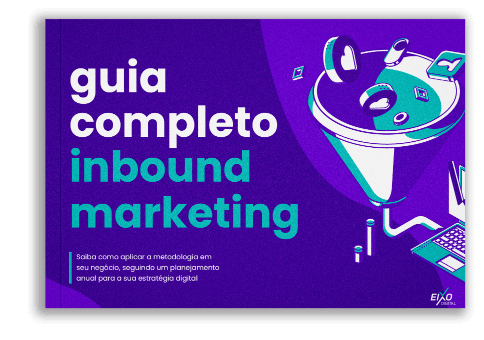 guia
completo
inbound
marketing
Saiba como aplicar a metodologia em
seu negócio, seguindo um planejamento
anual para a sua estratégia digital
EIXO
DIGITAL